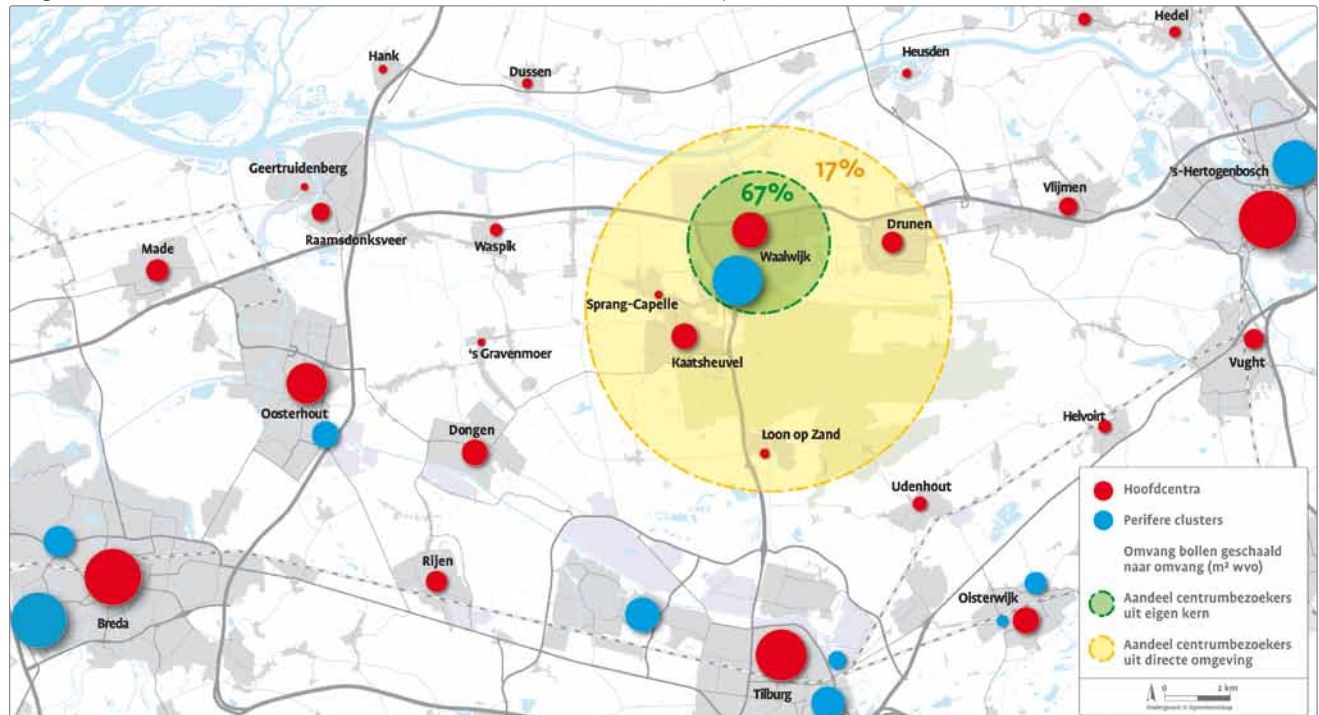 Hedel
Hank
Heusden
Dussen
Geertruidenberg
's-Hertogenbosch
17%
67%
Vlijmen
Drunen
Raamsdonksveer
Waspik
Made
Waalwijk
Sprang-Capelle
's Gravenmoer
Kaatsheuvel
Vught
Oosterhout
Helvoirt
Dongen
Loon op Zand
Udenhout
Rijen
Oisterwijk
Breda
Tilburg
Hoofdcentra
Perifere clusters
Omvang bollen geschaald
naar omvang (m² wvo)
Aandeel centrumbezoekers
uit eigen kern
Aandeel centrumbezoekers
uit directe omgeving
0 2 km